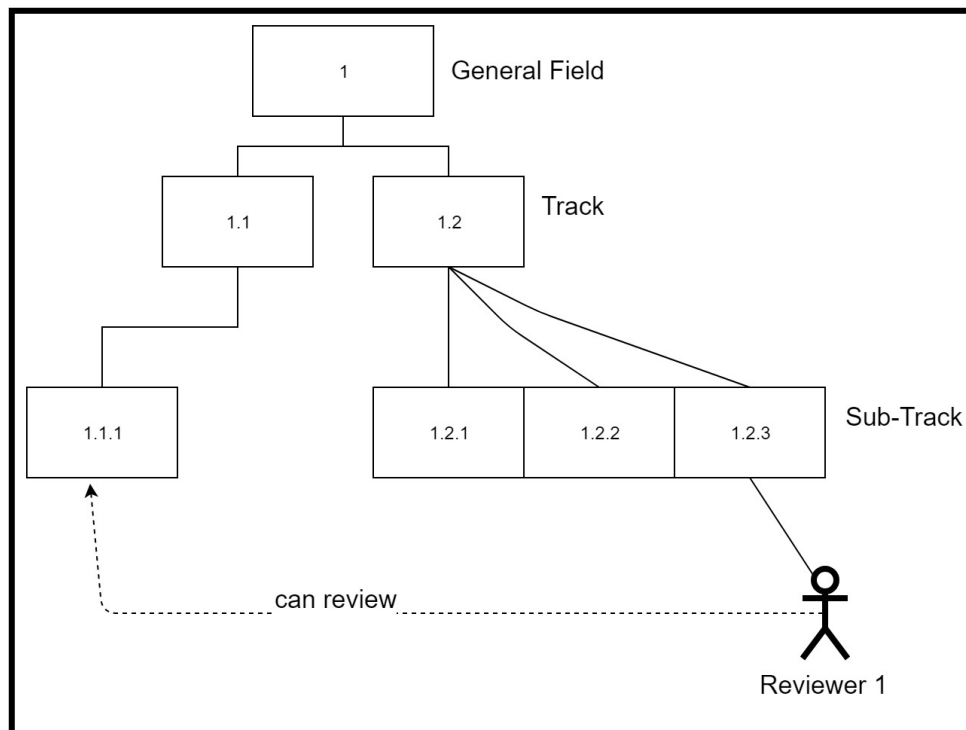 1
General Field
1.1
1.2
Track
1.1.1
1.2.1
1.2.2
1.2.3
Sub-Track
can review
Reviewer 1